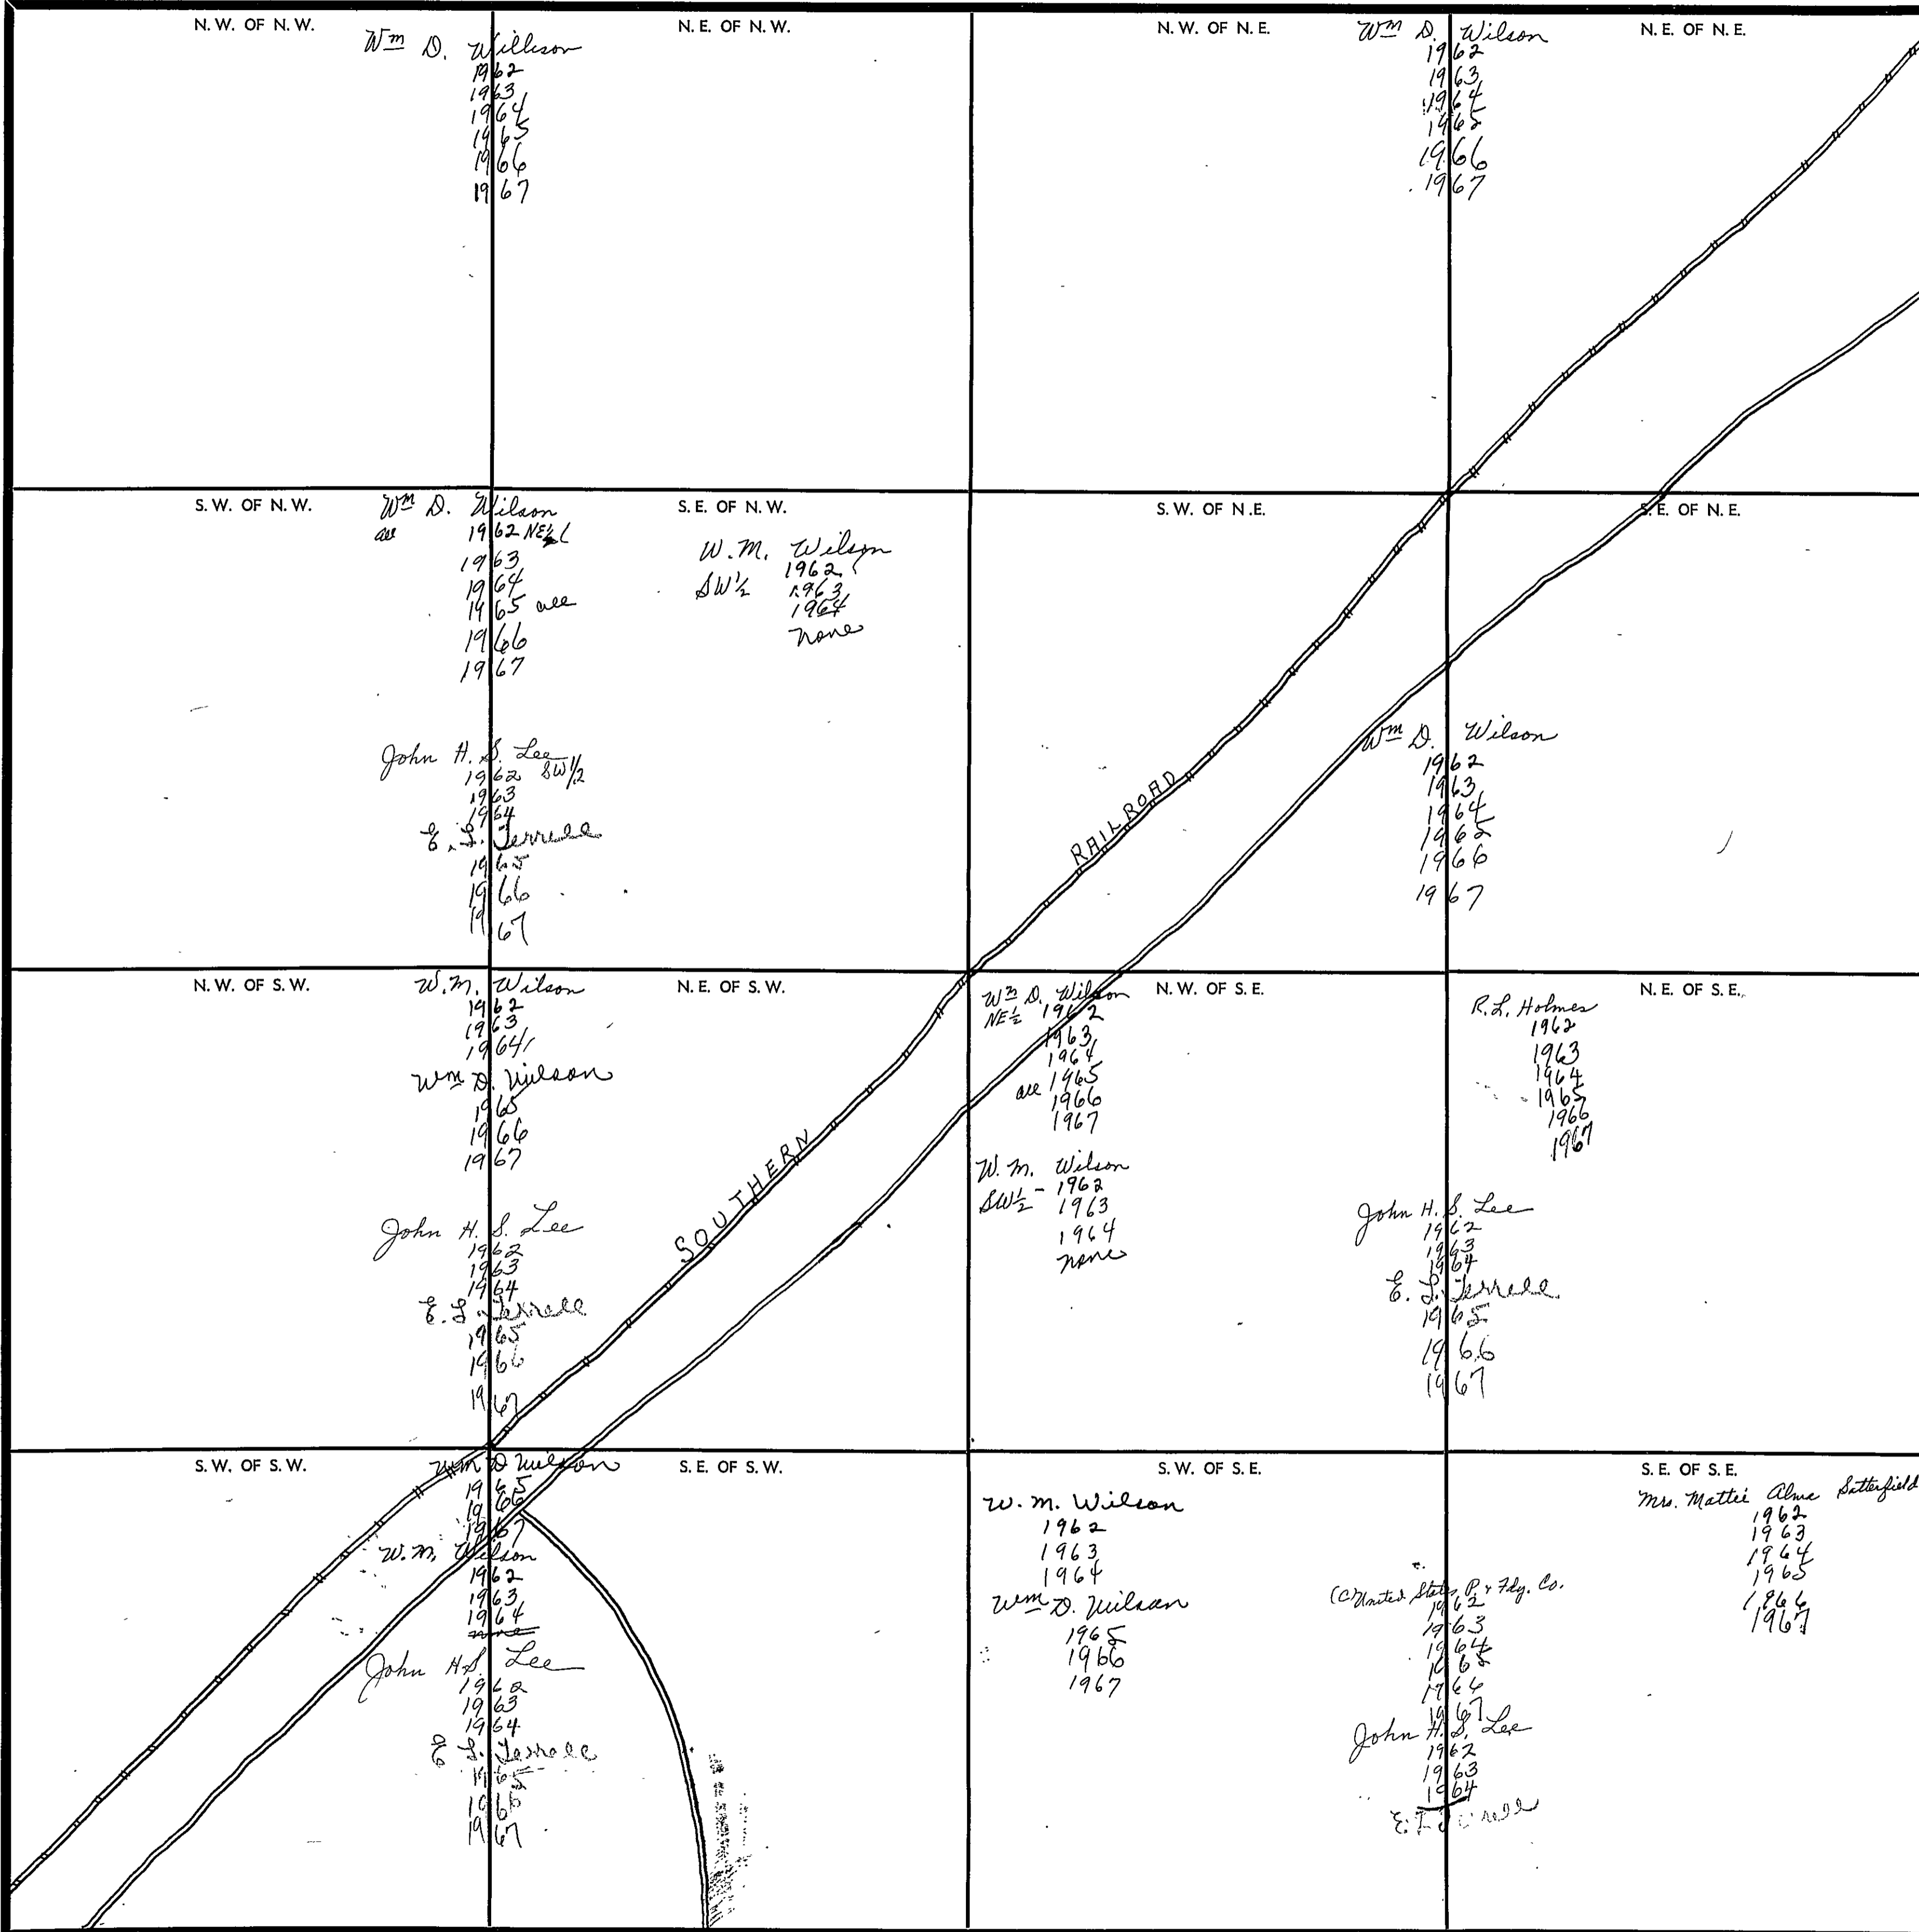 N.W. OF N.W.
Wm D. Willison
1962
1963
1964
1965
1966
1967
N.E. OF N.W.
N.W. OF N.E.
Wm D. Wilson
1962
1963
1964
1965
1966
1967
N.E. OF N.E.
S.W. OF N.W.
Wm D. Wilson
all 1962 NE½
1963
1964
1965 all
1966
1967
John H. S. Lee
1962 SW½
1963
1964
E. L. Terrell
1965
1966
1967
S.E. OF N.W.
W. M. Wilson
1962
SW½ 1963
1964
none
S.W. OF N.E.
S.E. OF N.E.
Wm D. Wilson
1962
1963
1964
1965
1966
1967
RAILROAD
N.W. OF S.W.
W. M. Wilson
1962
1963
1964
Wm D. Wilson
1965
1966
1967
John H. S. Lee
1962
1963
1964
E. L. Terrell
1965
1966
1967
N.E. OF S.W.
SOUTHERN
Wm D. Wilson
NE½ 1962
1963
1964
all 1965
1966
1967
W. M. Wilson
SW½ - 1962
1963
1964
none
N.W. OF S.E.
R. L. Holmes
1962
1963
1964
1965
1966
1967
N.E. OF S.E.
John H. S. Lee
1962
1963
1964
E. L. Terrell
1965
1966
1967
S.W. OF S.W.
Wm D Wilson
1965
1966
1967
W. M. Wilson
1962
1963
1964
none
John H. S. Lee
1962
1963
1964
E. L. Terrell
1965
1966
1967
S.E. OF S.W.
S.W. OF S.E.
W. M. Wilson
1962
1963
1964
Wm D. Wilson
1965
1966
1967
(C) United States P. & Fdy. Co.
1962
1963
1964
1965
1966
1967
John H. S. Lee
1962
1963
1964
E. L. Terrell
S.E. OF S.E.
Mrs. Mattie Alma Satterfield
1962
1963
1964
1965
1966
1967